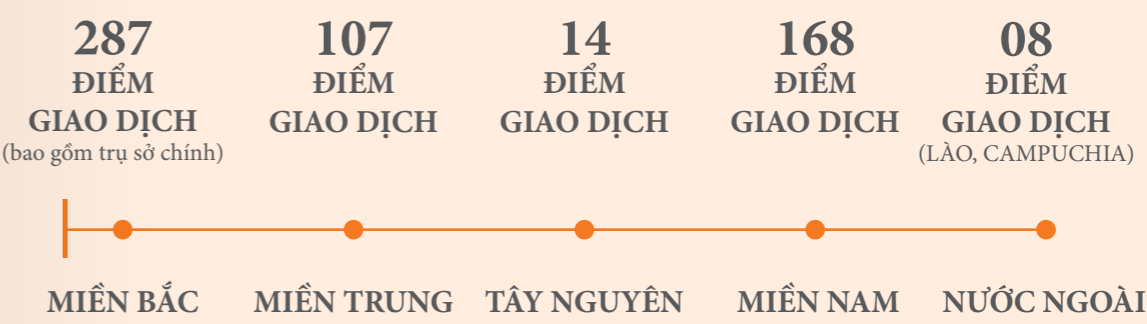 287
ĐIỂM
GIAO DỊCH
(bao gồm trụ sở chính)
107
ĐIỂM
GIAO DỊCH
14
ĐIỂM
GIAO DỊCH
168
ĐIỂM
GIAO DỊCH
08
ĐIỂM
GIAO DỊCH
(LÀO, CAMPUCHIA)
MIỀN BẮC
MIỀN TRUNG
TÂY NGUYÊN
MIỀN NAM
NƯỚC NGOÀI